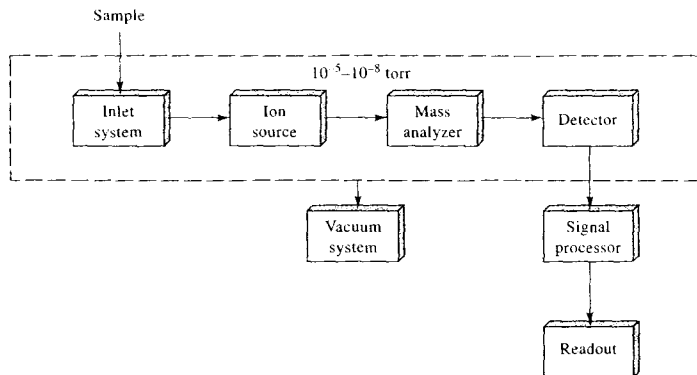 Sample
10⁻⁵–10⁻⁸ torr
Inlet
system
Ion
source
Mass
analyzer
Detector
Vacuum
system
Signal
processor
Readout